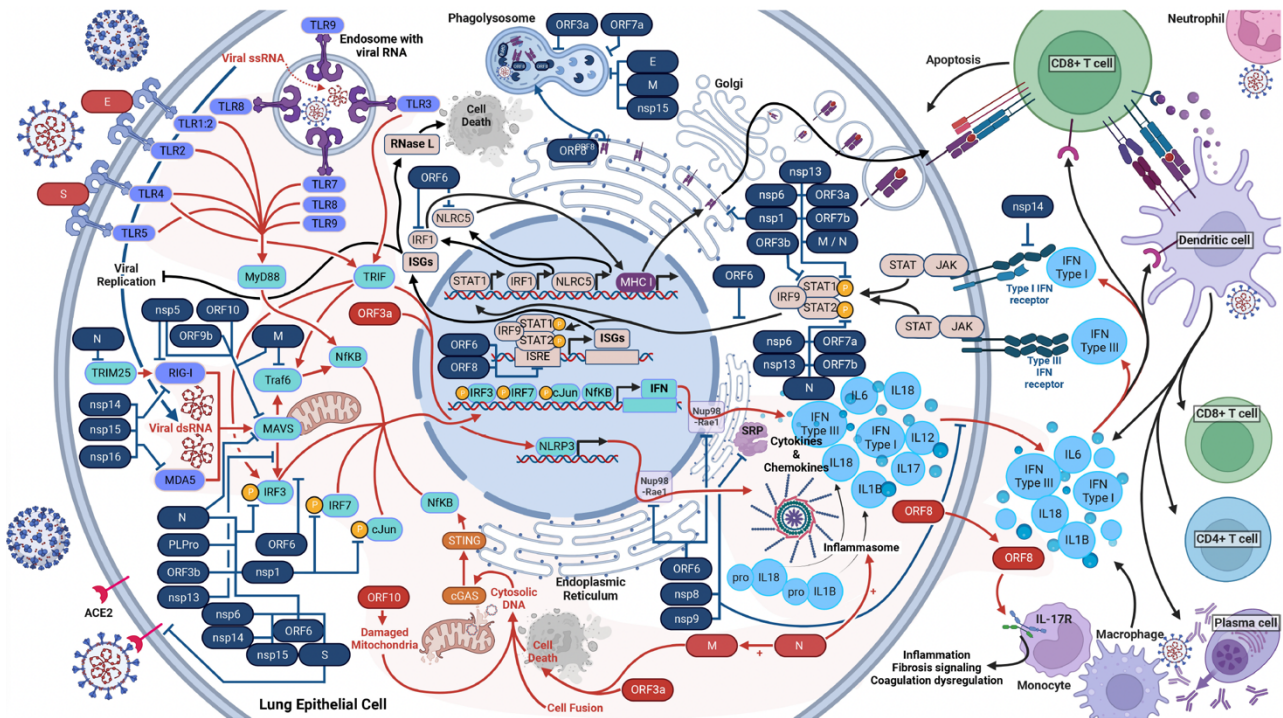 TLR9
Endosome with
viral RNA
Viral ssRNA
TLR8
TLR3
E
TLR1:2
TLR2
S
TLR4
TLR5
TLR7
TLR8
TLR9
Viral
Replication
MyD88
TRIF
Cell
Death
RNase L
ORF6
NLRC5
IRF1
ISGs
Phagolysosome
ORF3a
ORF7a
E
M
nsp15
ORF8
ORF8
Golgi
Apoptosis
CD8+ T cell
Neutrophil
Dendritic cell
nsp13
nsp6
ORF3a
nsp1
ORF7b
ORF3b
M / N
ORF6
STAT1
P
IRF9
STAT2
P
STAT
JAK
STAT
JAK
nsp14
IFN
Type I
Type I IFN
receptor
IFN
Type III
Type III
IFN
receptor
nsp6
ORF7a
nsp13
ORF7b
N
STAT1
IRF1
NLRC5
MHC I
STAT1
P
IRF9
STAT2
P
ISRE
ISGs
ORF6
ORF8
P
IRF3
P
IRF7
P
cJun
NfKB
IFN
NLRP3
Nup98
-Rae1
Nup98
-Rae1
SRP
Cytokines
&
Chemokines
IL6
IL18
IFN
Type III
IFN
Type I
IL12
IL18
IL17
IL1B
Inflammasome
pro
IL18
pro
IL1B
ORF3a
nsp5
ORF10
ORF9b
M
N
TRIM25
RIG-I
Traf6
NfKB
nsp14
nsp15
nsp16
Viral dsRNA
MAVS
MDA5
P
IRF3
P
IRF7
P
cJun
NfKB
N
PLPro
ORF3b
nsp13
ORF6
nsp1
nsp6
nsp14
ORF6
nsp15
S
ACE2
STING
cGAS
Cytosolic
DNA
ORF10
Damaged
Mitochondria
Cell
Death
Cell Fusion
ORF3a
M
+
N
+
Endoplasmic
Reticulum
ORF6
nsp8
nsp9
ORF8
ORF8
IL6
IFN
Type III
IFN
Type I
IL18
IL1B
CD8+ T cell
CD4+ T cell
Plasma cell
IL-17R
Monocyte
Macrophage
Inflammation
Fibrosis signaling
Coagulation dysregulation
Lung Epithelial Cell